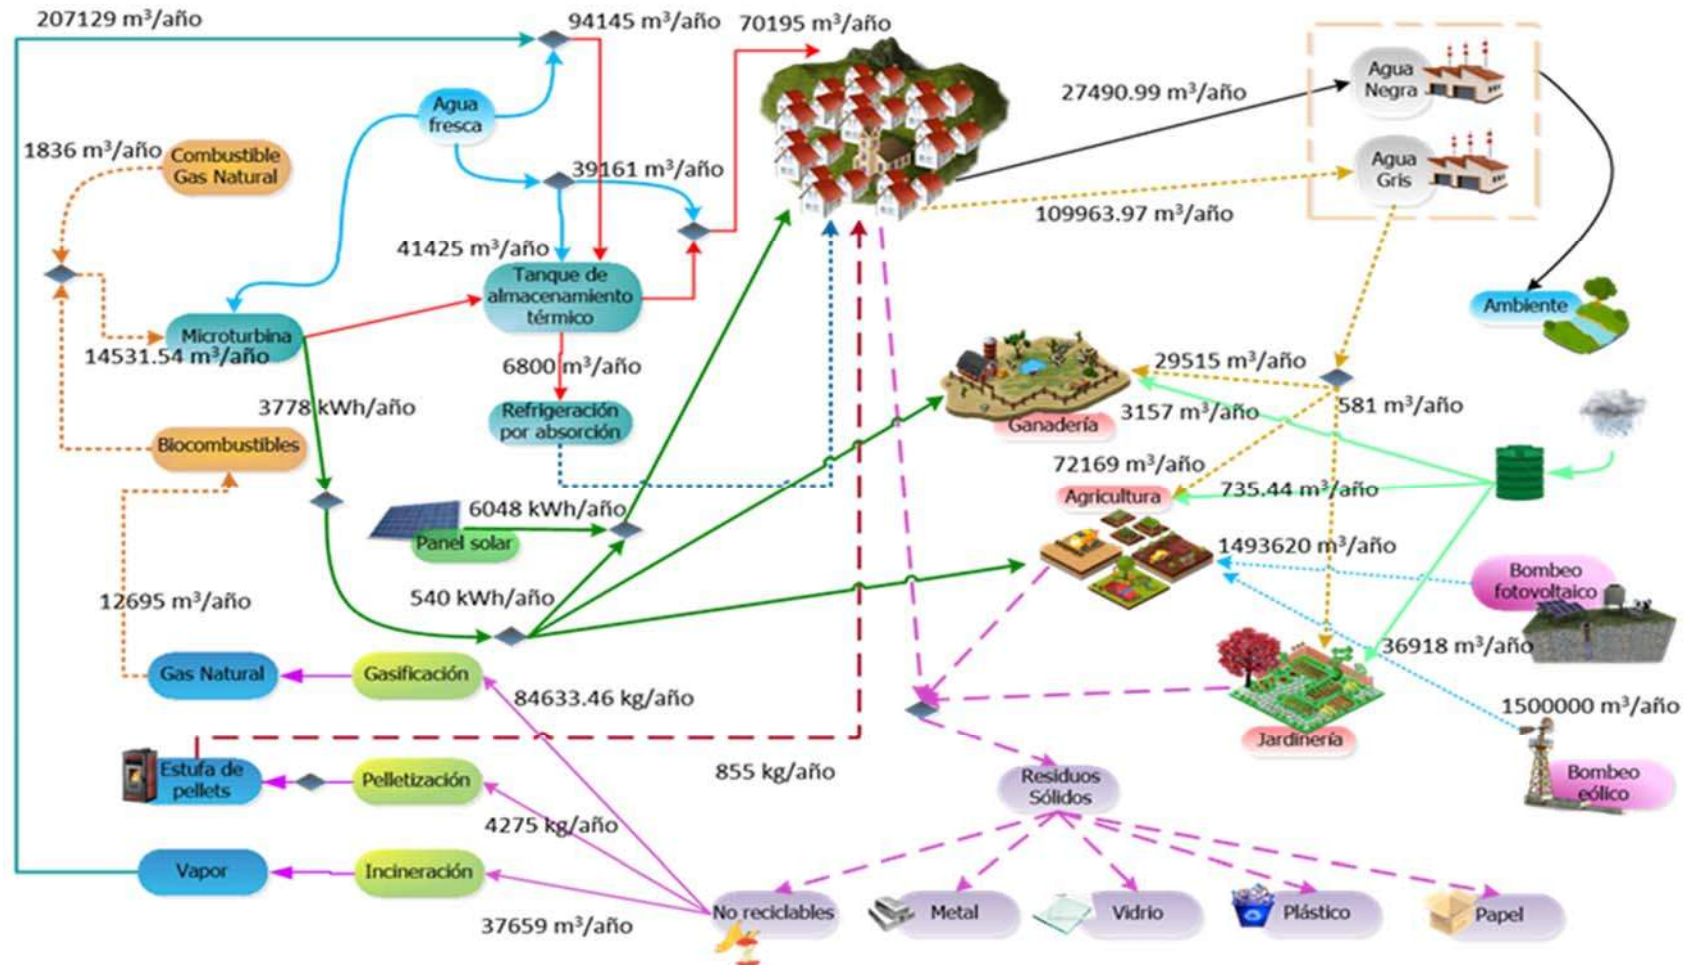 207129 m³/año
94145 m³/año
70195 m³/año
Agua
Negra
27490.99 m³/año
Agua
fresca
1836 m³/año
Combustible
Gas Natural
39161 m³/año
Agua
Gris
109963.97 m³/año
41425 m³/año
Tanque de
almacenamiento
térmico
Ambiente
Microturbina
14531.54 m³/año
6800 m³/año
29515 m³/año
3778 kWh/año
Refrigeración
por absorción
3157 m³/año
581 m³/año
Ganadería
Biocombustibles
72169 m³/año
Agricultura
735.44 m³/año
6048 kWh/año
Panel solar
1493620 m³/año
Bombeo
fotovoltaico
12695 m³/año
540 kWh/año
36918 m³/año
Gas Natural
Gasificación
84633.46 kg/año
1500000 m³/año
Jardinería
Estufa de
pellets
Pelletización
855 kg/año
Residuos
Sólidos
Bombeo
eólico
4275 kg/año
Vapor
Incineración
No reciclables
Metal
Vidrio
Plástico
Papel
37659 m³/año